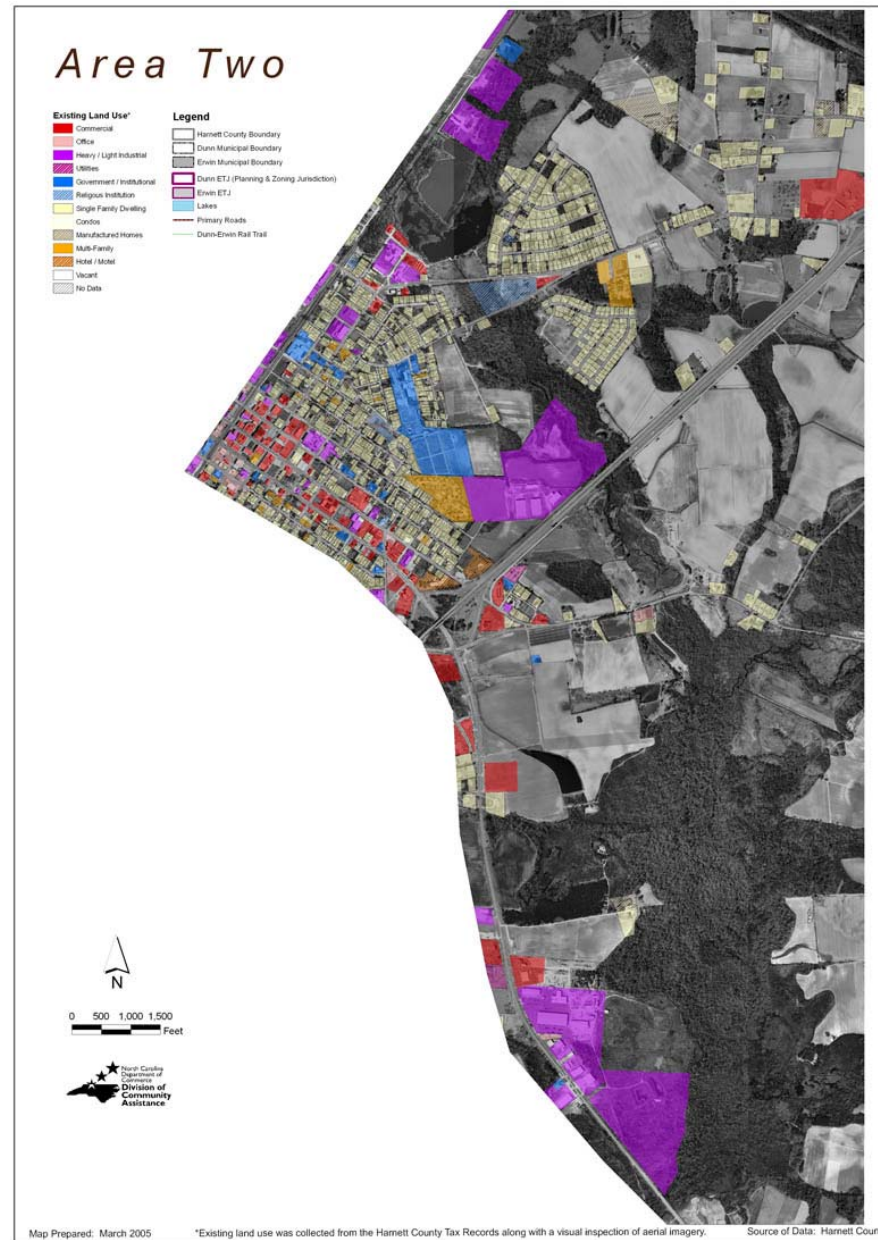 Area Two
Existing Land Use*
Commercial
Office
Heavy / Light Industrial
Utilities
Government / Institutional
Religous Institution
Single Family Dwelling
Condos
Manufactured Homes
Multi-Family
Hotel / Motel
Vacant
No Data
Legend
Harnett County Boundary
Dunn Municipal Boundary
Erwin Municipal Boundary
Dunn ETJ (Planning & Zoning Jurisdiction)
Erwin ETJ
Lakes
Primary Roads
Dunn-Erwin Rail Trail
N
0 500 1,000 1,500
Feet
North Carolina
Department of
Commerce
Division of
Community
Assistance
Map Prepared: March 2005 *Existing land use was collected from the Harnett County Tax Records along with a visual inspection of aerial imagery. Source of Data: Harnett Coun